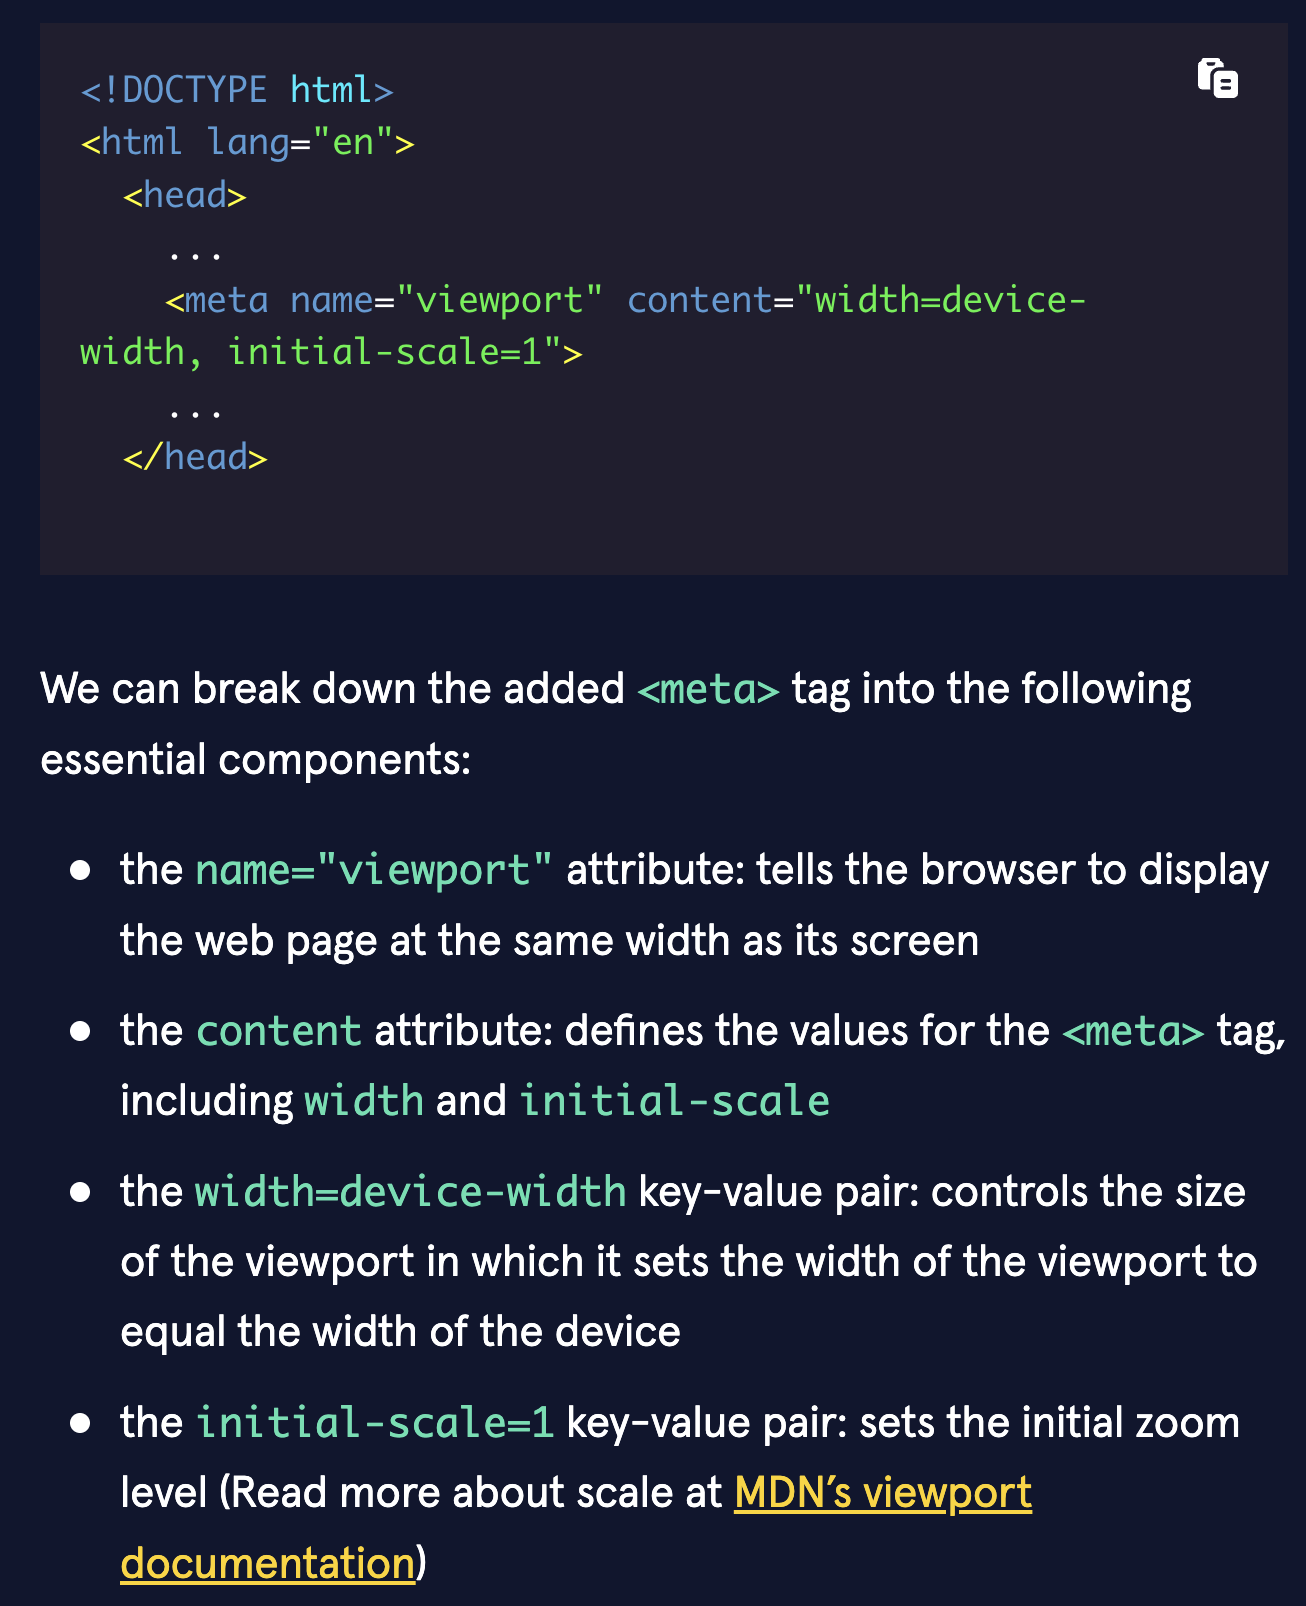 <!DOCTYPE html>
<html lang="en">
  <head>
    ...
    <meta name="viewport" content="width=device-
width, initial-scale=1">
    ...
  </head>
We can break down the added <meta> tag into the following
essential components:
● the name="viewport" attribute: tells the browser to display
the web page at the same width as its screen
● the content attribute: defines the values for the <meta> tag,
including width and initial-scale
● the width=device-width key-value pair: controls the size
of the viewport in which it sets the width of the viewport to
equal the width of the device
● the initial-scale=1 key-value pair: sets the initial zoom
level (Read more about scale at MDN’s viewport
documentation)